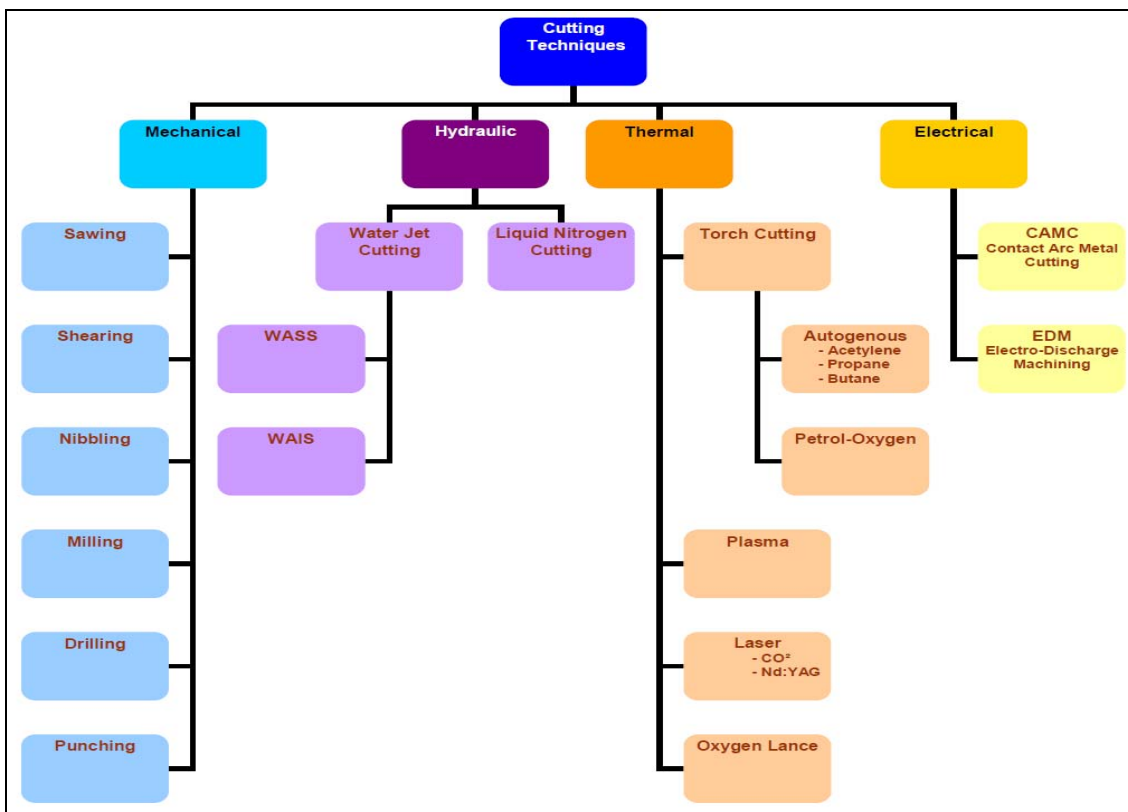 Cutting
Techniques
Mechanical
Hydraulic
Thermal
Electrical
Sawing
Water Jet
Cutting
Liquid Nitrogen
Cutting
Torch Cutting
CAMC
Contact Arc Metal
Cutting
Shearing
WASS
Autogenous
- Acetylene
- Propane
- Butane
EDM
Electro-Discharge
Machining
Nibbling
WAIS
Petrol-Oxygen
Milling
Plasma
Drilling
Laser
- CO²
- Nd:YAG
Punching
Oxygen Lance